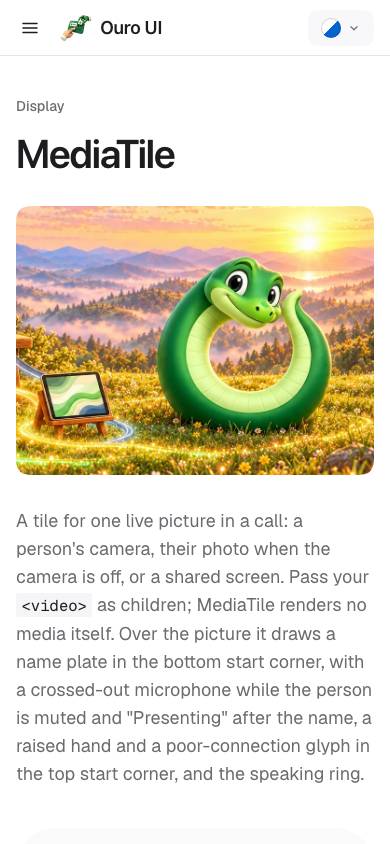 Ouro UI
Display
MediaTile
A tile for one live picture in a call: a
person's camera, their photo when the
camera is off, or a shared screen. Pass your
<video> as children; MediaTile renders no
media itself. Over the picture it draws a
name plate in the bottom start corner, with
a crossed-out microphone while the person
is muted and "Presenting" after the name, a
raised hand and a poor-connection glyph in
the top start corner, and the speaking ring.